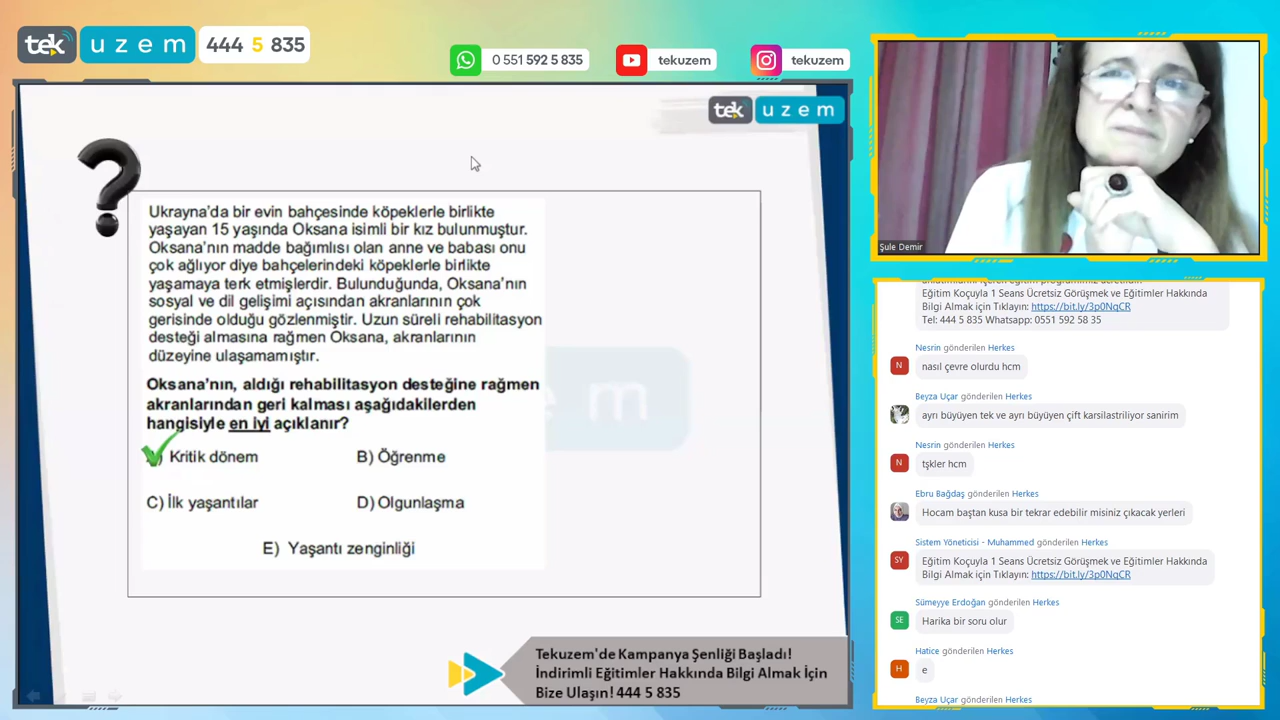 tek uzem 444 5 835
0 551 592 5 835
tekuzem
tekuzem
tek uzem
Ukrayna'da bir evin bahçesinde köpeklerle birlikte
yaşayan 15 yaşında Oksana isimli bir kız bulunmuştur.
Oksana'nın madde bağımlısı olan anne ve babası onu
çok ağlıyor diye bahçelerindeki köpeklerle birlikte
yaşamaya terk etmişlerdir. Bulunduğunda, Oksana'nın
sosyal ve dil gelişimi açısından akranlarının çok
gerisinde olduğu gözlenmiştir. Uzun süreli rehabilitasyon
desteği almasına rağmen Oksana, akranlarının
düzeyine ulaşamamıştır.
Oksana'nın, aldığı rehabilitasyon desteğine rağmen
akranlarından geri kalması aşağıdakilerden
hangisiyle en iyi açıklanır?
) Kritik dönem B) Öğrenme
C) İlk yaşantılar D) Olgunlaşma
E) Yaşantı zenginliği
Tekuzem'de Kampanya Şenliği Başladı!
İndirimli Eğitimler Hakkında Bilgi Almak İçin
Bize Ulaşın! 444 5 835
Şule Demir
Eğitim Koçuyla 1 Seans Ücretsiz Görüşmek ve Eğitimler Hakkında
Bilgi Almak için Tıklayın: https://bit.ly/3p0NqCR
Tel: 444 5 835 Whatsapp: 0551 592 58 35
Nesrin gönderilen Herkes
N nasıl çevre olurdu hcm
Beyza Uçar gönderilen Herkes
ayrı büyüyen tek ve ayrı büyüyen çift karsilastriliyor sanirim
Nesrin gönderilen Herkes
N tşkler hcm
Ebru Bağdaş gönderilen Herkes
Hocam baştan kusa bir tekrar edebilir misiniz çıkacak yerleri
Sistem Yöneticisi - Muhammed gönderilen Herkes
SY Eğitim Koçuyla 1 Seans Ücretsiz Görüşmek ve Eğitimler Hakkında
Bilgi Almak için Tıklayın: https://bit.ly/3p0NqCR
Sümeyye Erdoğan gönderilen Herkes
SE Harika bir soru olur
Hatice gönderilen Herkes
H e
Beyza Uçar gönderilen Herkes